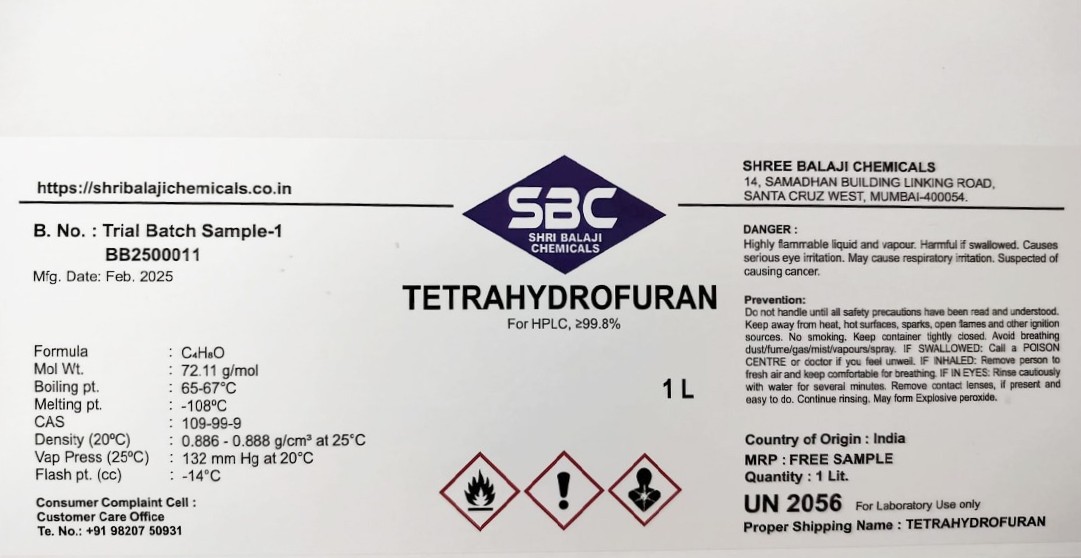 https://shribalajichemicals.co.in
SBC
SHRI BALAJI
CHEMICALS
SHREE BALAJI CHEMICALS
14, SAMADHAN BUILDING LINKING ROAD,
SANTA CRUZ WEST, MUMBAI-400054.
B. No. : Trial Batch Sample-1
BB2500011
Mfg. Date: Feb. 2025
TETRAHYDROFURAN
For HPLC, ≥99.8%
1 L
Formula : C₄H₈O
Mol Wt. : 72.11 g/mol
Boiling pt. : 65-67°C
Melting pt. : -108ºC
CAS : 109-99-9
Density (20ºC) : 0.886 - 0.888 g/cm³ at 25°C
Vap Press (25ºC) : 132 mm Hg at 20°C
Flash pt. (cc) : -14°C
Consumer Complaint Cell :
Customer Care Office
Te. No.: +91 98207 50931
DANGER :
Highly flammable liquid and vapour. Harmful if swallowed. Causes
serious eye irritation. May cause respiratory irritation. Suspected of
causing cancer.
Prevention:
Do not handle until all safety precautions have been read and understood.
Keep away from heat, hot surfaces, sparks, open flames and other ignition
sources. No smoking. Keep container tightly closed. Avoid breathing
dust/fume/gas/mist/vapours/spray. IF SWALLOWED: Call a POISON
CENTRE or doctor if you feel unwell. IF INHALED: Remove person to
fresh air and keep comfortable for breathing. IF IN EYES: Rinse cautiously
with water for several minutes. Remove contact lenses, if present and
easy to do. Continue rinsing. May form Explosive peroxide.
Country of Origin : India
MRP : FREE SAMPLE
Quantity : 1 Lit.
UN 2056 For Laboratory Use only
Proper Shipping Name : TETRAHYDROFURAN